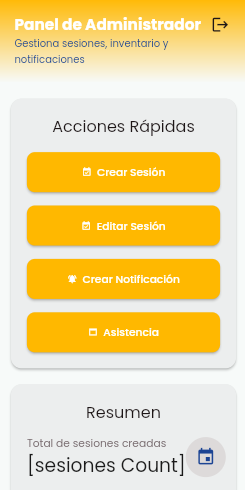 Panel de Administrador
Gestiona sesiones, inventario y
notificaciones
Acciones Rápidas
Crear Sesión
Editar Sesión
Crear Notificación
Asistencia
Resumen
Total de sesiones creadas
[sesiones Count]